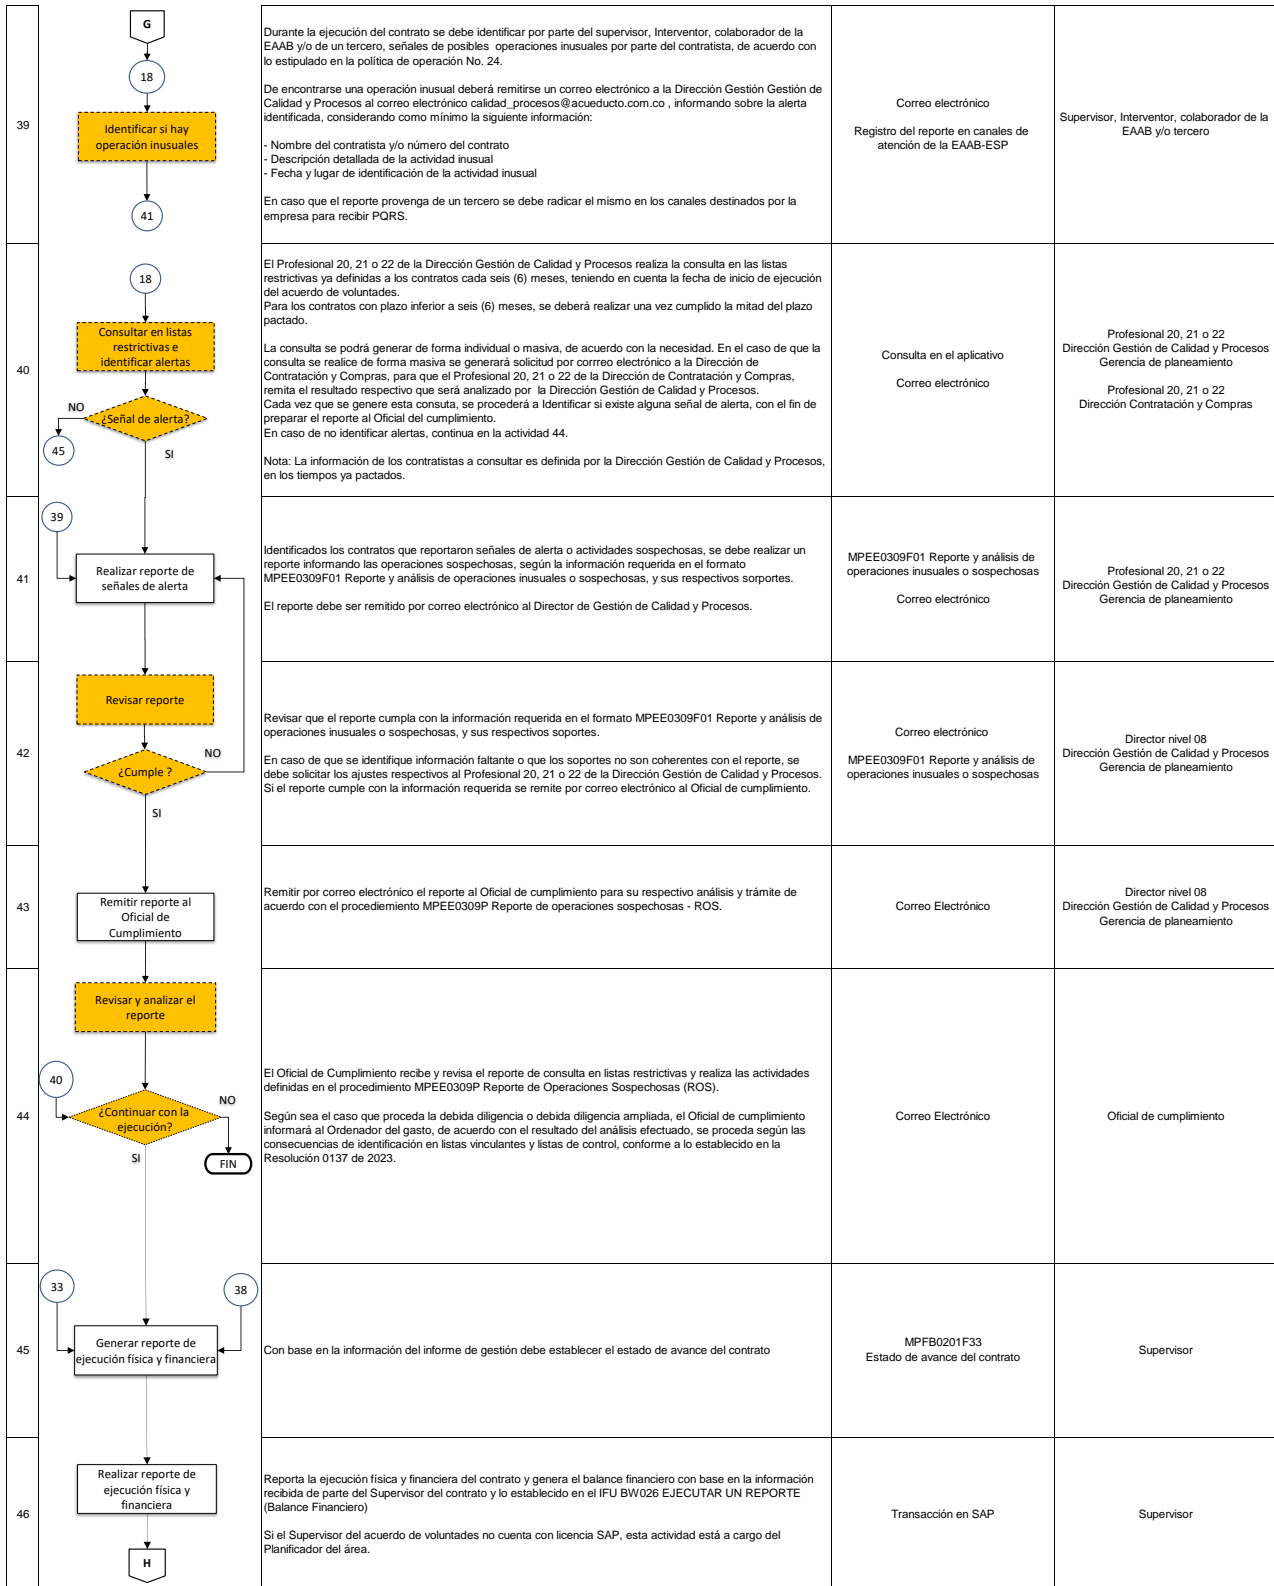 39
G
18
Identificar si hay
operación inusuales
41
Durante la ejecución del contrato se debe identificar por parte del supervisor, Interventor, colaborador de la
EAAB y/o de un tercero, señales de posibles operaciones inusuales por parte del contratista, de acuerdo con
lo estipulado en la política de operación No. 24.
De encontrarse una operación inusual deberá remitirse un correo electrónico a la Dirección Gestión Gestión de
Calidad y Procesos al correo electrónico calidad_procesos@acueducto.com.co , informando sobre la alerta
identificada, considerando como mínimo la siguiente información:
- Nombre del contratista y/o número del contrato
- Descripción detallada de la actividad inusual
- Fecha y lugar de identificación de la actividad inusual
En caso que el reporte provenga de un tercero se debe radicar el mismo en los canales destinados por la
empresa para recibir PQRS.
Correo electrónico
Registro del reporte en canales de
atención de la EAAB-ESP
Supervisor, Interventor, colaborador de la
EAAB y/o tercero
40
18
Consultar en listas
restrictivas e
identificar alertas
¿Señal de alerta?
NO
45
SI
El Profesional 20, 21 o 22 de la Dirección Gestión de Calidad y Procesos realiza la consulta en las listas
restrictivas ya definidas a los contratos cada seis (6) meses, teniendo en cuenta la fecha de inicio de ejecución
del acuerdo de voluntades.
Para los contratos con plazo inferior a seis (6) meses, se deberá realizar una vez cumplido la mitad del plazo
pactado.
La consulta se podrá generar de forma individual o masiva, de acuerdo con la necesidad. En el caso de que la
consulta se realice de forma masiva se generará solicitud por corrreo electrónico a la Dirección de
Contratación y Compras, para que el Profesional 20, 21 o 22 de la Dirección de Contratación y Compras,
remita el resultado respectivo que será analizado por la Dirección Gestión de Calidad y Procesos.
Cada vez que se genere esta consuta, se procederá a Identificar si existe alguna señal de alerta, con el fin de
preparar el reporte al Oficial del cumplimiento.
En caso de no identificar alertas, continua en la actividad 44.
Nota: La información de los contratistas a consultar es definida por la Dirección Gestión de Calidad y Procesos,
en los tiempos ya pactados.
Consulta en el aplicativo
Correo electrónico
Profesional 20, 21 o 22
Dirección Gestión de Calidad y Procesos
Gerencia de planeamiento
Profesional 20, 21 o 22
Dirección Contratación y Compras
41
39
Realizar reporte de
señales de alerta
Identificados los contratos que reportaron señales de alerta o actividades sospechosas, se debe realizar un
reporte informando las operaciones sospechosas, según la información requerida en el formato
MPEE0309F01 Reporte y análisis de operaciones inusuales o sospechosas, y sus respectivos sorportes.
El reporte debe ser remitido por correo electrónico al Director de Gestión de Calidad y Procesos.
MPEE0309F01 Reporte y análisis de
operaciones inusuales o sospechosas
Correo electrónico
Profesional 20, 21 o 22
Dirección Gestión de Calidad y Procesos
Gerencia de planeamiento
42
Revisar reporte
¿Cumple ?
NO
SI
Revisar que el reporte cumpla con la información requerida en el formato MPEE0309F01 Reporte y análisis de
operaciones inusuales o sospechosas, y sus respectivos soportes.
En caso de que se identifique información faltante o que los soportes no son coherentes con el reporte, se
debe solicitar los ajustes respectivos al Profesional 20, 21 o 22 de la Dirección Gestión de Calidad y Procesos.
Si el reporte cumple con la información requerida se remite por correo electrónico al Oficial de cumplimiento.
Correo electrónico
MPEE0309F01 Reporte y análisis de
operaciones inusuales o sospechosas
Director nivel 08
Dirección Gestión de Calidad y Procesos
Gerencia de planeamiento
43
Remitir reporte al
Oficial de
Cumplimiento
Remitir por correo electrónico el reporte al Oficial de cumplimiento para su respectivo análisis y trámite de
acuerdo con el procediemiento MPEE0309P Reporte de operaciones sospechosas - ROS.
Correo Electrónico
Director nivel 08
Dirección Gestión de Calidad y Procesos
Gerencia de planeamiento
44
Revisar y analizar el
reporte
40
¿Continuar con la
ejecución?
NO
FIN
SI
El Oficial de Cumplimiento recibe y revisa el reporte de consulta en listas restrictivas y realiza las actividades
definidas en el procedimiento MPEE0309P Reporte de Operaciones Sospechosas (ROS).
Según sea el caso que proceda la debida diligencia o debida diligencia ampliada, el Oficial de cumplimiento
informará al Ordenador del gasto, de acuerdo con el resultado del análisis efectuado, se proceda según las
consecuencias de identificación en listas vinculantes y listas de control, conforme a lo establecido en la
Resolución 0137 de 2023.
Correo Electrónico
Oficial de cumplimiento
45
33
38
Generar reporte de
ejecución física y financiera
Con base en la información del informe de gestión debe establecer el estado de avance del contrato
MPFB0201F33
Estado de avance del contrato
Supervisor
46
Realizar reporte de
ejecución física y
financiera
H
Reporta la ejecución física y financiera del contrato y genera el balance financiero con base en la información
recibida de parte del Supervisor del contrato y lo establecido en el IFU BW026 EJECUTAR UN REPORTE
(Balance Financiero)
Si el Supervisor del acuerdo de voluntades no cuenta con licencia SAP, esta actividad está a cargo del
Planificador del área.
Transacción en SAP
Supervisor